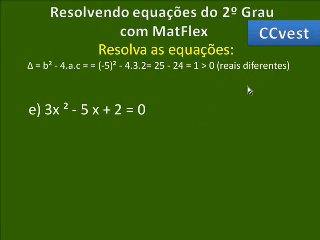 Resolvendo equações do 2º Grau
com MatFlex
CCvest
Resolva as equações:
Δ = b² - 4.a.c = = (-5)² - 4.3.2= 25 - 24 = 1 > 0 (reais diferentes)
e) 3x ² - 5 x + 2 = 0